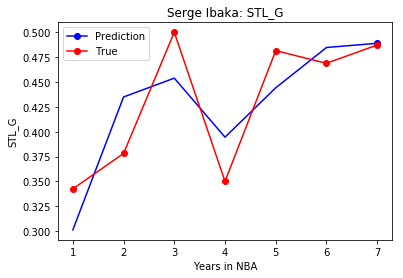 Serge Ibaka: STL_G
Prediction
True
STL_G
0.500
0.475
0.450
0.425
0.400
0.375
0.350
0.325
0.300
1 2 3 4 5 6 7
Years in NBA